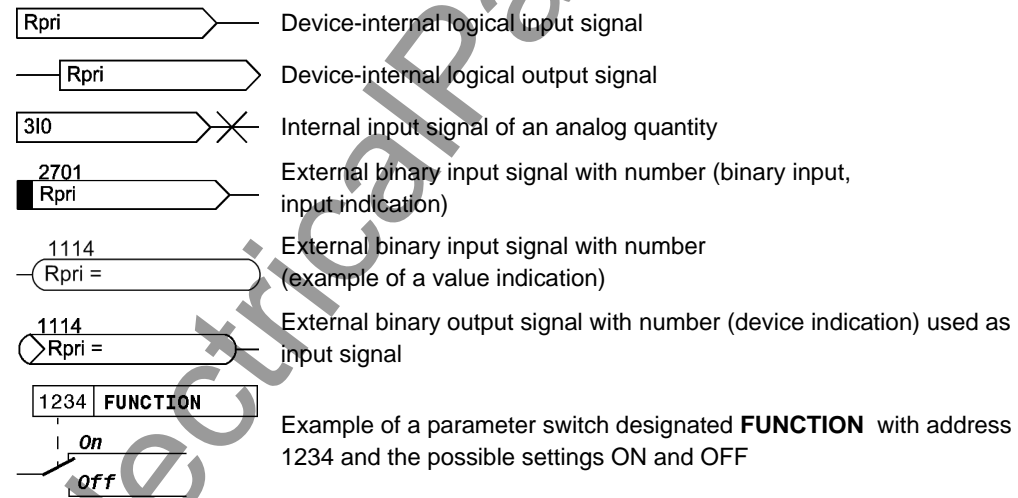 Rpri
Device-internal logical input signal
Rpri
Device-internal logical output signal
3I0
Internal input signal of an analog quantity
2701
Rpri
External binary input signal with number (binary input,
input indication)
1114
Rpri =
External binary input signal with number
(example of a value indication)
1114
Rpri =
External binary output signal with number (device indication) used as
input signal
1234 FUNCTION
On
Off
Example of a parameter switch designated FUNCTION with address
1234 and the possible settings ON and OFF